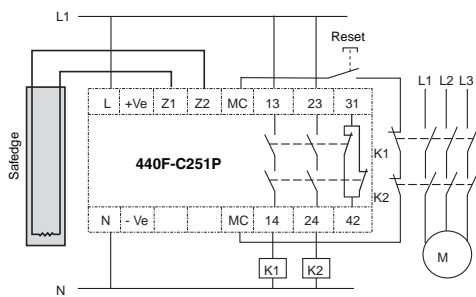 L1
Reset
L1 L2 L3
L +Ve Z1 Z2 MC 13 23 31
Safedge
440F-C251P
K1
K2
N - Ve MC 14 24 42
K1 K2
M
N